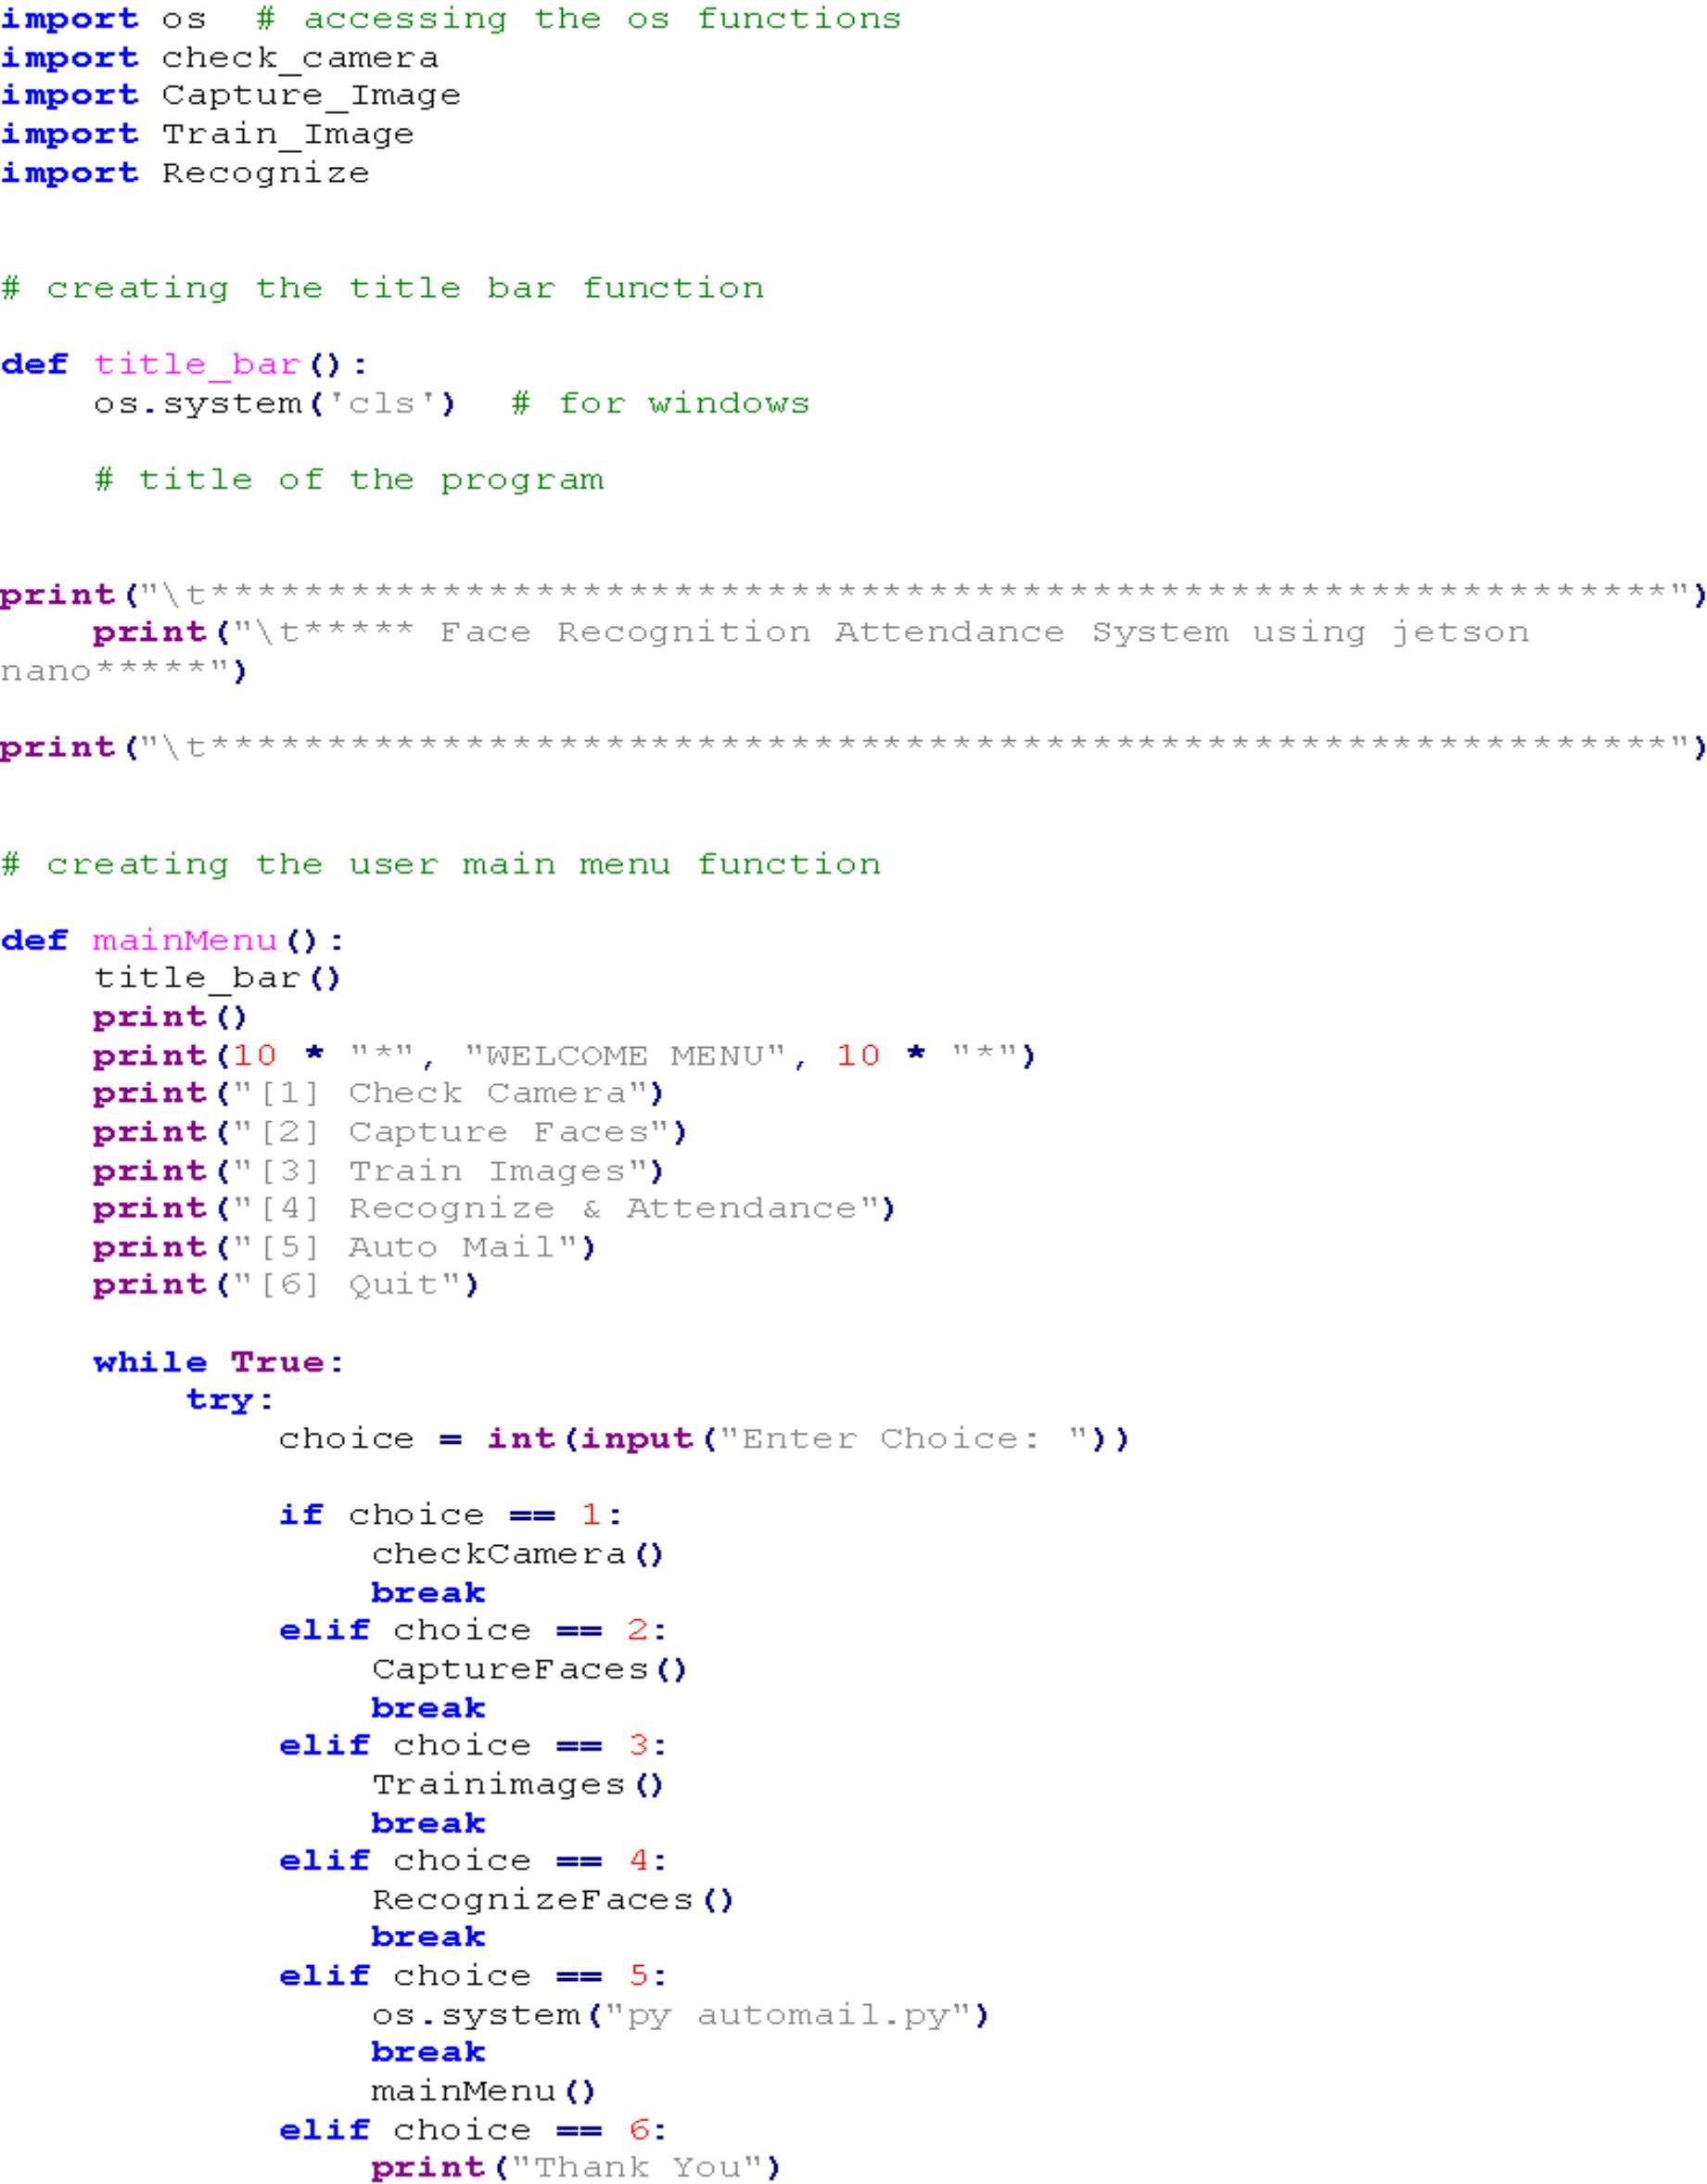 import os  # accessing the os functions
import check_camera
import Capture_Image
import Train_Image
import Recognize
# creating the title bar function
def title_bar():
    os.system('cls')  # for windows
    # title of the program
print("\t***************************************************************")
    print("\t***** Face Recognition Attendance System using jetson
nano*****")
print("\t***************************************************************")
# creating the user main menu function
def mainMenu():
    title_bar()
    print()
    print(10 * "*", "WELCOME MENU", 10 * "*")
    print("[1] Check Camera")
    print("[2] Capture Faces")
    print("[3] Train Images")
    print("[4] Recognize & Attendance")
    print("[5] Auto Mail")
    print("[6] Quit")
    while True:
        try:
            choice = int(input("Enter Choice: "))
            if choice == 1:
                checkCamera()
                break
            elif choice == 2:
                CaptureFaces()
                break
            elif choice == 3:
                Trainimages()
                break
            elif choice == 4:
                RecognizeFaces()
                break
            elif choice == 5:
                os.system("py automail.py")
                break
                mainMenu()
            elif choice == 6:
                print("Thank You")